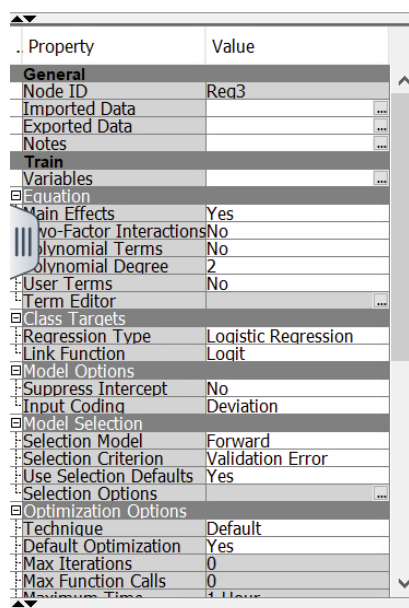 .. Property Value
General
Node ID Reg3
Imported Data ...
Exported Data ...
Notes ...
Train
Variables ...
Equation
Main Effects Yes
Two-Factor Interactions No
Polynomial Terms No
Polynomial Degree 2
User Terms No
Term Editor ...
Class Targets
Regression Type Logistic Regression
Link Function Logit
Model Options
Suppress Intercept No
Input Coding Deviation
Model Selection
Selection Model Forward
Selection Criterion Validation Error
Use Selection Defaults Yes
Selection Options ...
Optimization Options
Technique Default
Default Optimization Yes
Max Iterations 0
Max Function Calls 0
Maximum Time 1 Hour